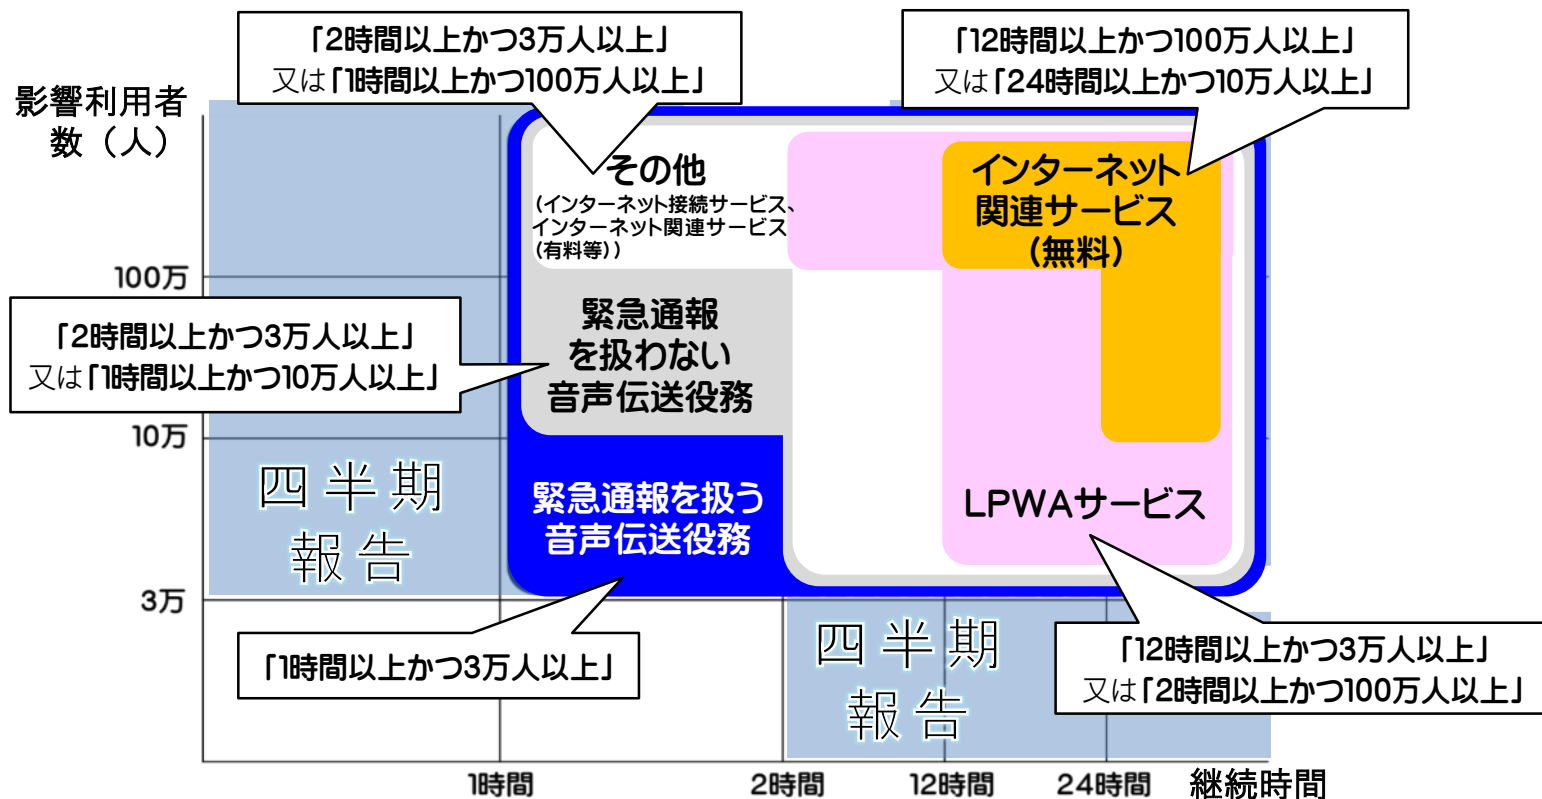 「2時間以上かつ3万人以上」
又は「1時間以上かつ100万人以上」
「12時間以上かつ100万人以上」
又は「24時間以上かつ10万人以上」
影響利用者
数（人）
その他
(インターネット接続サービス、
インターネット関連サービス
(有料等))
インターネット
関連サービス
(無料)
100万
「2時間以上かつ3万人以上」
又は「1時間以上かつ10万人以上」
緊急通報
を扱わない
音声伝送役務
10万
四半期
報告
緊急通報を扱う
音声伝送役務
LPWAサービス
3万
「1時間以上かつ3万人以上」
四半期
報告
「12時間以上かつ3万人以上」
又は「2時間以上かつ100万人以上」
1時間
2時間
12時間
24時間
継続時間